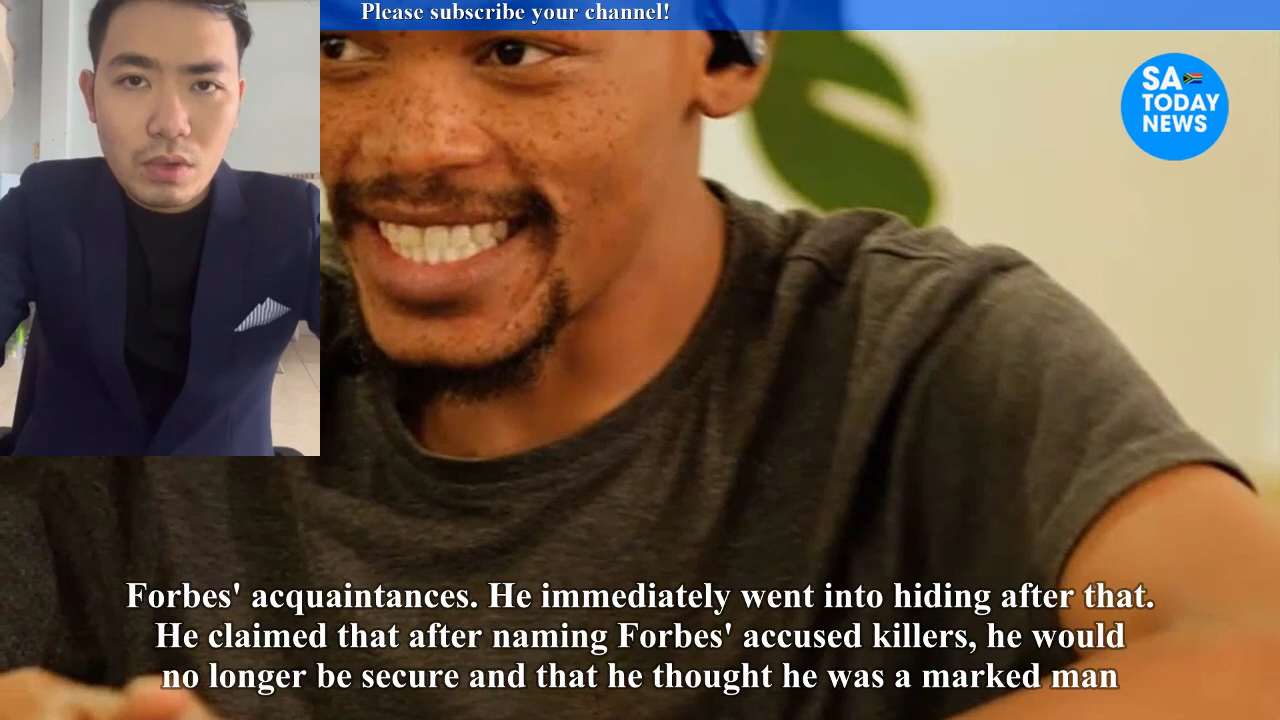 Please subscribe your channel!
SA
TODAY
NEWS
Forbes' acquaintances. He immediately went into hiding after that.
He claimed that after naming Forbes' accused killers, he would
no longer be secure and that he thought he was a marked man